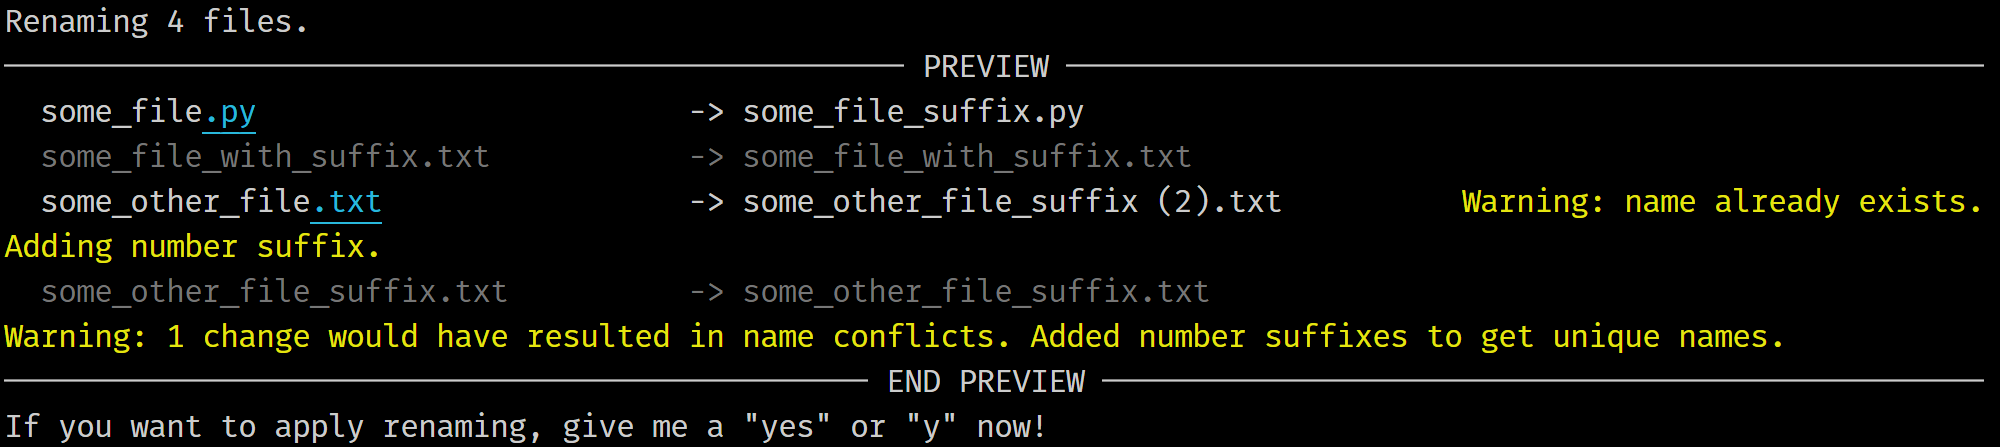 Renaming 4 files.
PREVIEW
some_file.py -> some_file_suffix.py
some_file_with_suffix.txt -> some_file_with_suffix.txt
some_other_file.txt -> some_other_file_suffix (2).txt Warning: name already exists.
Adding number suffix.
some_other_file_suffix.txt -> some_other_file_suffix.txt
Warning: 1 change would have resulted in name conflicts. Added number suffixes to get unique names.
END PREVIEW
If you want to apply renaming, give me a "yes" or "y" now!